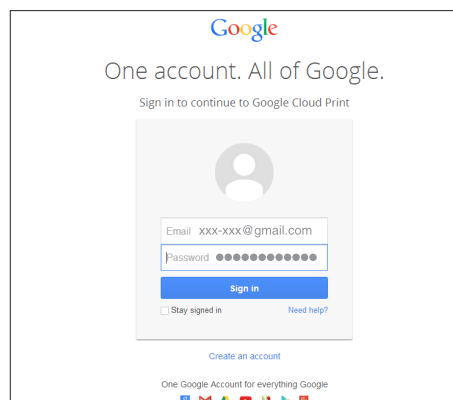 Google
One account. All of Google.
Sign in to continue to Google Cloud Print
Email xxx-xxx@gmail.com
Password ●●●●●●●●●●●●
Sign in
Stay signed in Need help?
Create an account
One Google Account for everything Google